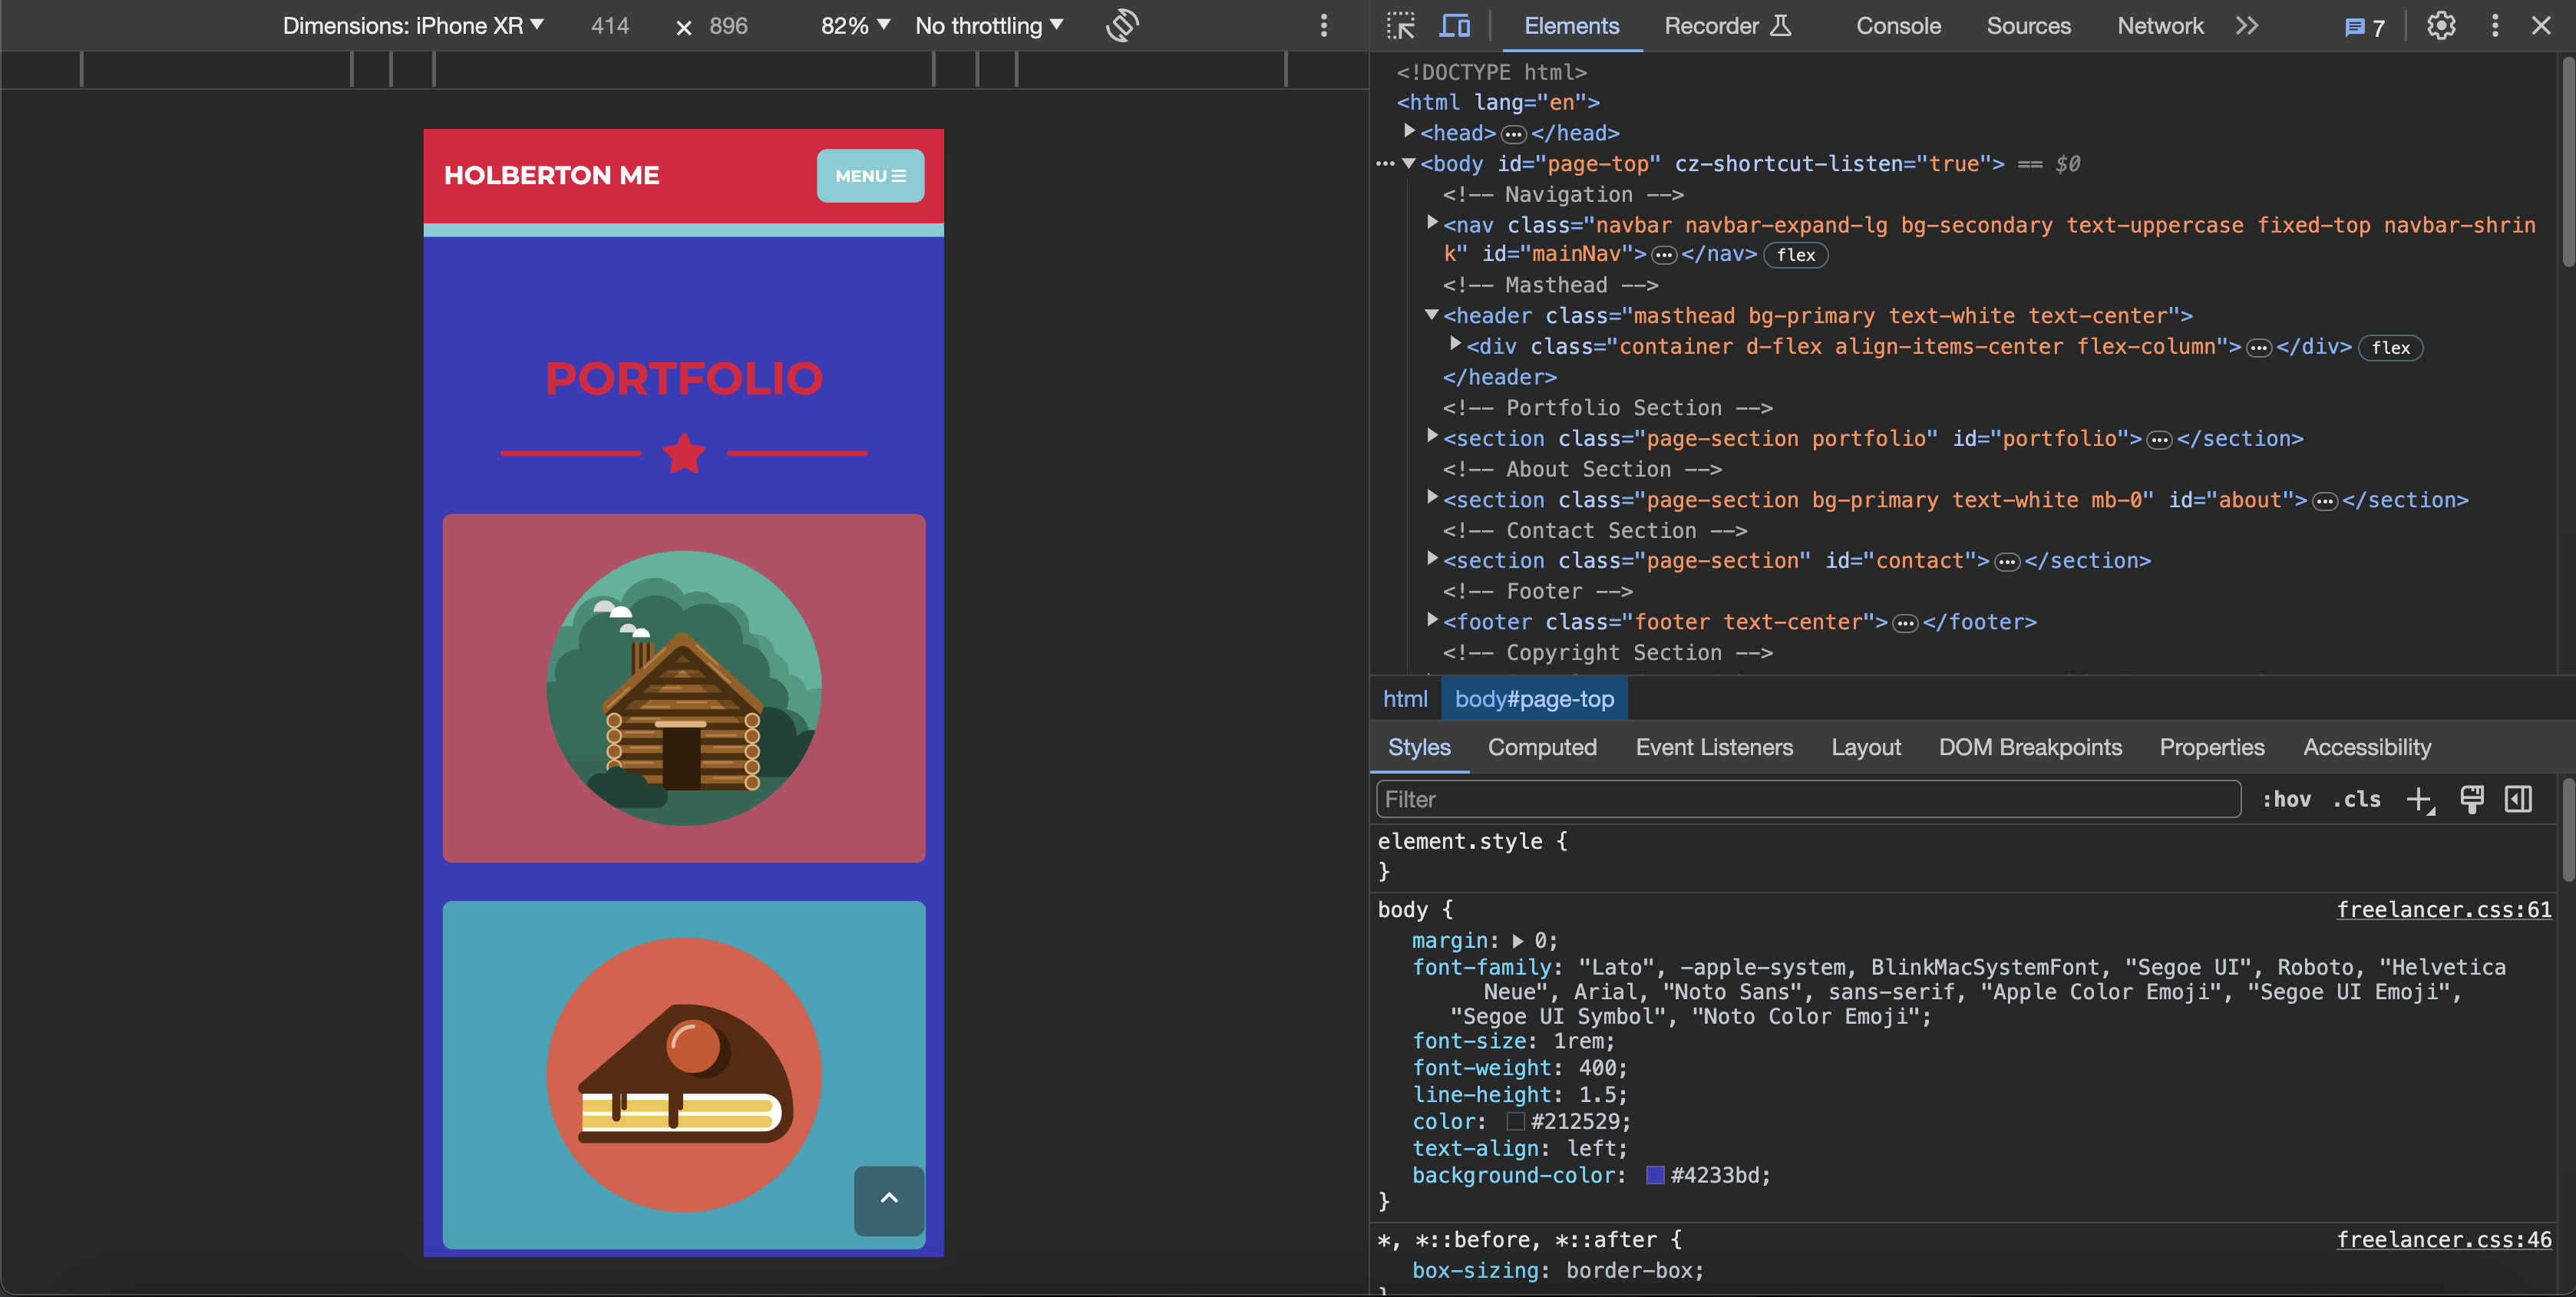 Dimensions: iPhone XR ▼ 414 × 896 82% ▼ No throttling ▼
Elements Recorder Console Sources Network 7
HOLBERTON ME
MENU
PORTFOLIO
<!DOCTYPE html>
<html lang="en">
<head> ••• </head>
••• <body id="page-top" cz-shortcut-listen="true"> == $0
<!-- Navigation -->
<nav class="navbar navbar-expand-lg bg-secondary text-uppercase fixed-top navbar-shrin
k" id="mainNav"> ••• </nav> flex
<!-- Masthead -->
<header class="masthead bg-primary text-white text-center">
<div class="container d-flex align-items-center flex-column"> ••• </div> flex
</header>
<!-- Portfolio Section -->
<section class="page-section portfolio" id="portfolio"> ••• </section>
<!-- About Section -->
<section class="page-section bg-primary text-white mb-0" id="about"> ••• </section>
<!-- Contact Section -->
<section class="page-section" id="contact"> ••• </section>
<!-- Footer -->
<footer class="footer text-center"> ••• </footer>
<!-- Copyright Section -->
html body#page-top
Styles Computed Event Listeners Layout DOM Breakpoints Properties Accessibility
Filter :hov .cls
element.style {
}
body { freelancer.css:61
margin: ▶ 0;
font-family: "Lato", -apple-system, BlinkMacSystemFont, "Segoe UI", Roboto, "Helvetica
Neue", Arial, "Noto Sans", sans-serif, "Apple Color Emoji", "Segoe UI Emoji",
"Segoe UI Symbol", "Noto Color Emoji";
font-size: 1rem;
font-weight: 400;
line-height: 1.5;
color: #212529;
text-align: left;
background-color: #4233bd;
}
*, *::before, *::after { freelancer.css:46
box-sizing: border-box;